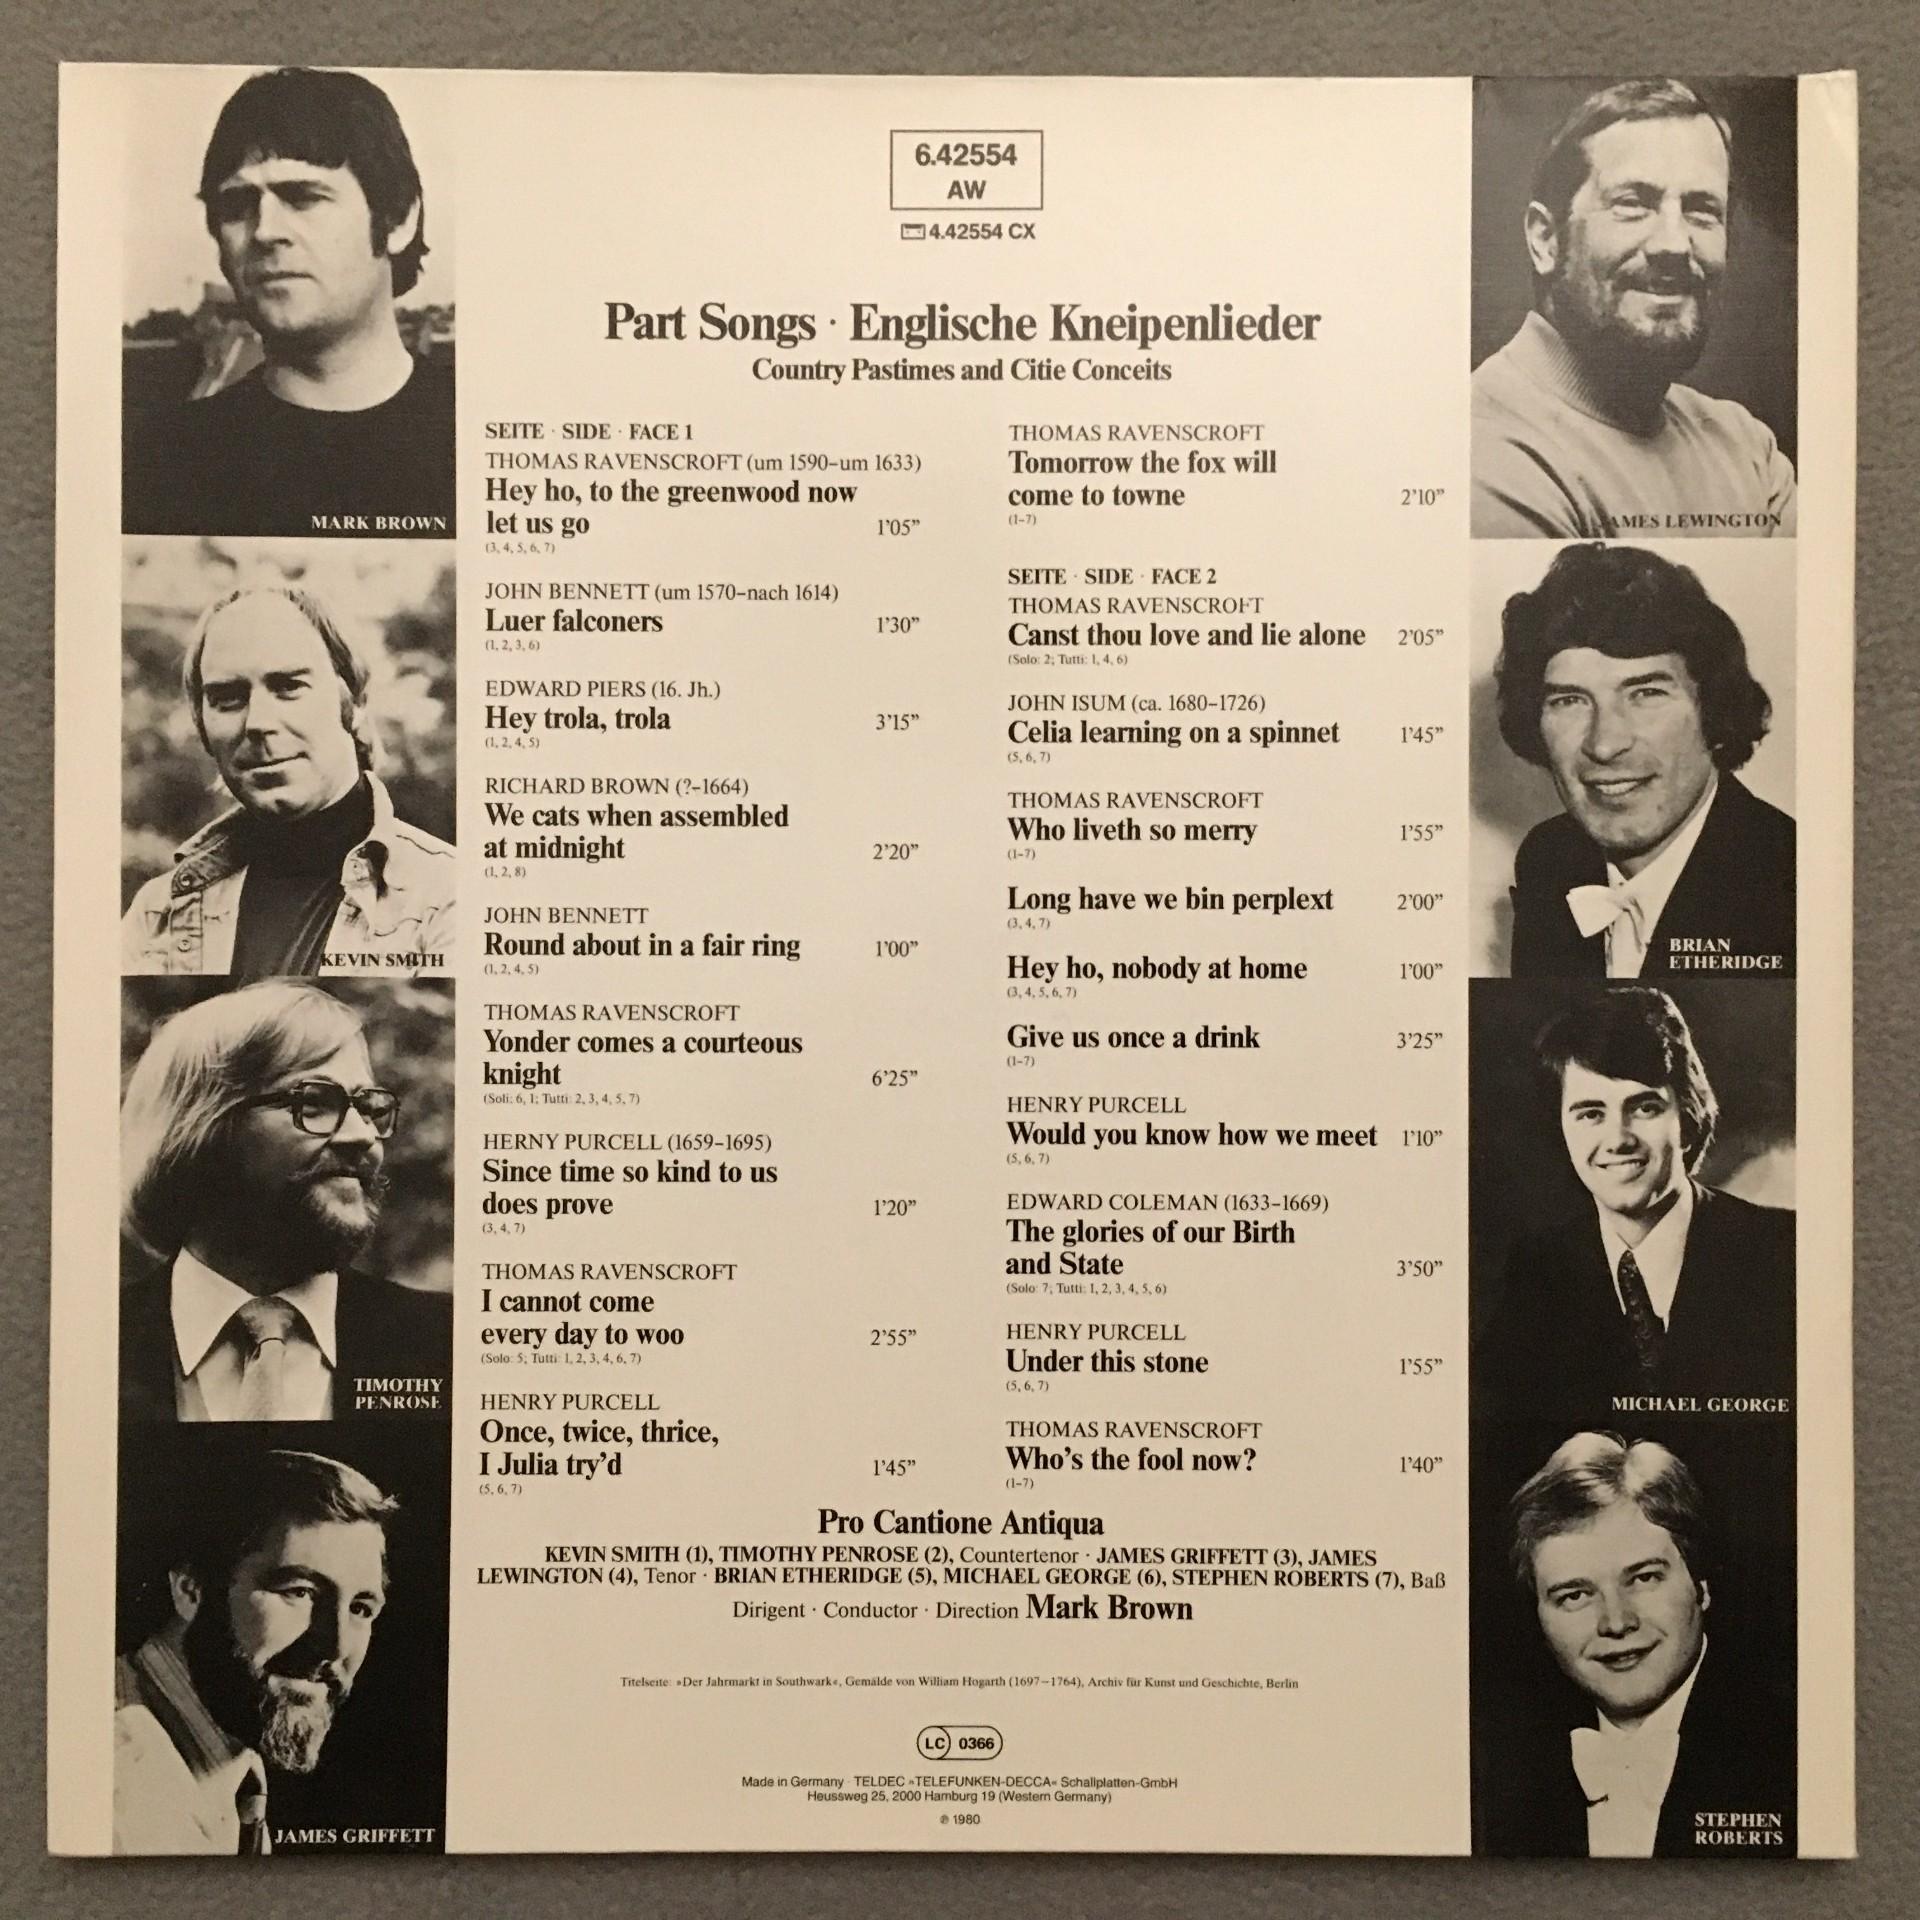 6.42554
AW
4.42554 CX
Part Songs · Englische Kneipenlieder
Country Pastimes and Citie Conceits
SEITE · SIDE · FACE 1
THOMAS RAVENSCROFT (um 1590–um 1633)
Hey ho, to the greenwood now
let us go 1'05”
(3, 4, 5, 6, 7)
JOHN BENNETT (um 1570–nach 1614)
Luer falconers 1'30”
(1, 2, 3, 6)
EDWARD PIERS (16. Jh.)
Hey trola, trola 3'15”
(1, 2, 4, 5)
RICHARD BROWN (?–1664)
We cats when assembled
at midnight 2'20”
(1, 2, 8)
JOHN BENNETT
Round about in a fair ring 1'00”
(1, 2, 4, 5)
THOMAS RAVENSCROFT
Yonder comes a courteous
knight 6'25”
(Soli: 6, 1; Tutti: 2, 3, 4, 5, 7)
HERNY PURCELL (1659–1695)
Since time so kind to us
does prove 1'20”
(3, 4, 7)
THOMAS RAVENSCROFT
I cannot come
every day to woo 2'55”
(Solo: 5; Tutti: 1, 2, 3, 4, 6, 7)
HENRY PURCELL
Once, twice, thrice,
I Julia try'd 1'45”
(5, 6, 7)
THOMAS RAVENSCROFT
Tomorrow the fox will
come to towne 2'10”
(1–7)
SEITE · SIDE · FACE 2
THOMAS RAVENSCROFT
Canst thou love and lie alone 2'05”
(Solo: 2; Tutti: 1, 4, 6)
JOHN ISUM (ca. 1680–1726)
Celia learning on a spinnet 1'45”
(5, 6, 7)
THOMAS RAVENSCROFT
Who liveth so merry 1'55”
(1–7)
Long have we bin perplext 2'00”
(3, 4, 7)
Hey ho, nobody at home 1'00”
(3, 4, 5, 6, 7)
Give us once a drink 3'25”
(1–7)
HENRY PURCELL
Would you know how we meet 1'10”
(5, 6, 7)
EDWARD COLEMAN (1633–1669)
The glories of our Birth
and State 3'50”
(Solo: 7; Tutti: 1, 2, 3, 4, 5, 6)
HENRY PURCELL
Under this stone 1'55”
(5, 6, 7)
THOMAS RAVENSCROFT
Who's the fool now? 1'40”
(1–7)
Pro Cantione Antiqua
KEVIN SMITH (1), TIMOTHY PENROSE (2), Countertenor · JAMES GRIFFETT (3), JAMES
LEWINGTON (4), Tenor · BRIAN ETHERIDGE (5), MICHAEL GEORGE (6), STEPHEN ROBERTS (7), Baß
Dirigent · Conductor · Direction Mark Brown
Titelseite: »Der Jahrmarkt in Southwark«, Gemälde von William Hogarth (1697–1764), Archiv für Kunst und Geschichte, Berlin
LC 0366
Made in Germany · TELDEC »TELEFUNKEN-DECCA« Schallplatten-GmbH
Heussweg 25, 2000 Hamburg 19 (Western Germany)
℗ 1980
MARK BROWN
KEVIN SMITH
TIMOTHY
PENROSE
JAMES GRIFFETT
JAMES LEWINGTON
BRIAN
ETHERIDGE
MICHAEL GEORGE
STEPHEN
ROBERTS